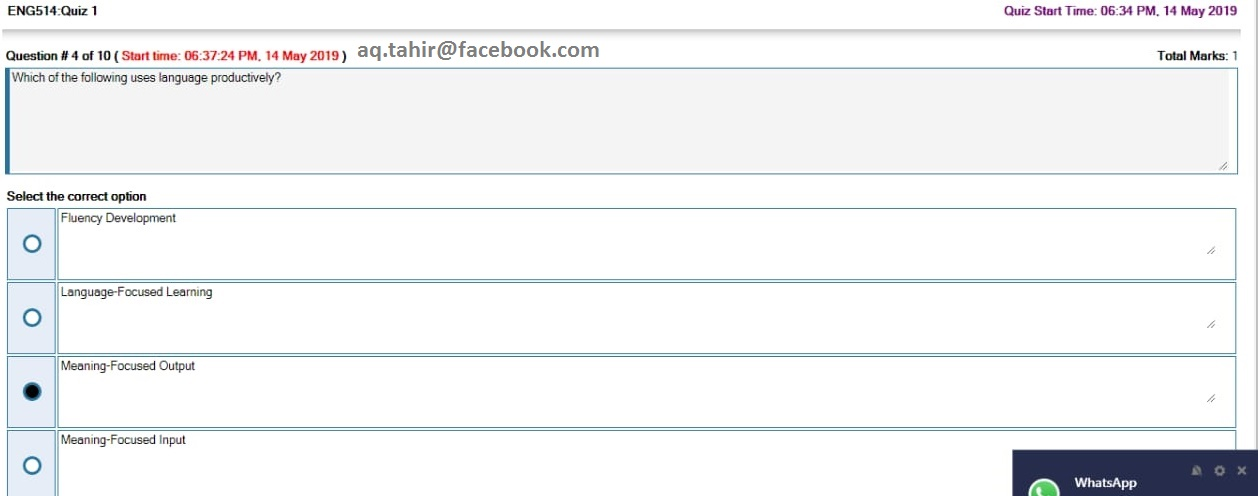 ENG514:Quiz 1
Quiz Start Time: 06:34 PM, 14 May 2019
Question # 4 of 10 ( Start time: 06:37:24 PM, 14 May 2019 ) aq.tahir@facebook.com
Total Marks: 1
Which of the following uses language productively?
Select the correct option
Fluency Development
Language-Focused Learning
Meaning-Focused Output
Meaning-Focused Input
WhatsApp